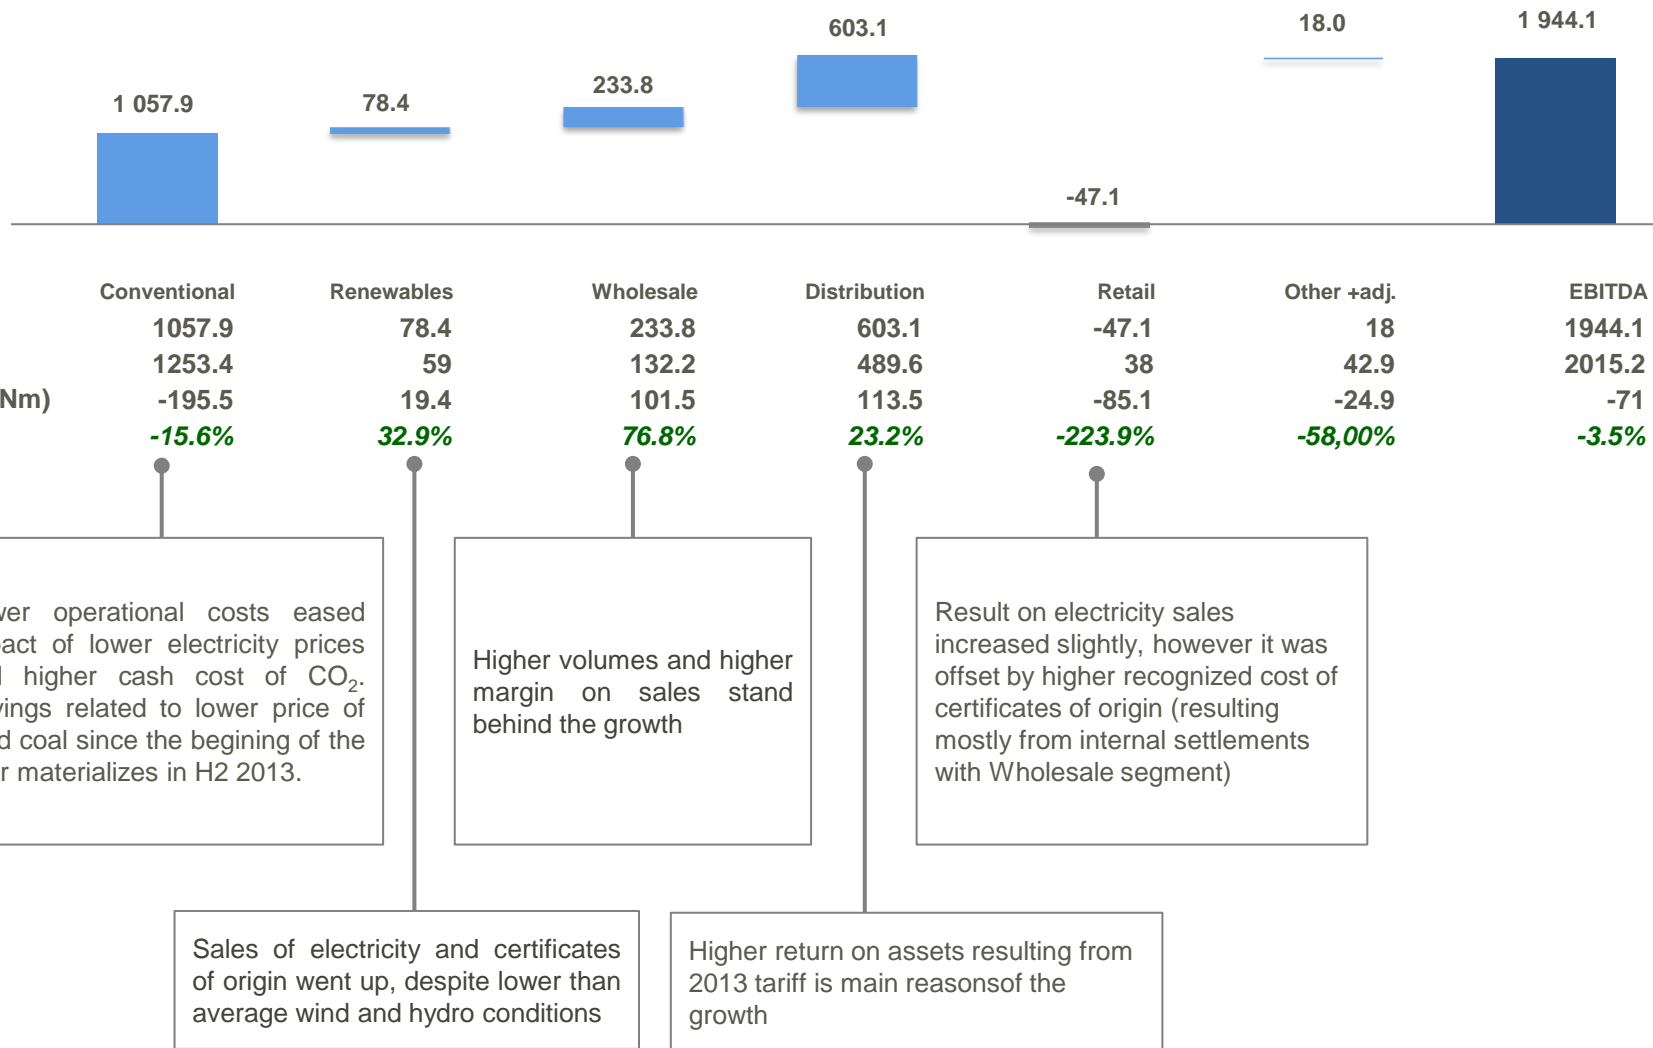 603.1
18.0
1 944.1
1 057.9
78.4
233.8
-47.1
Conventional Renewables Wholesale Distribution Retail Other +adj. EBITDA
1057.9 78.4 233.8 603.1 -47.1 18 1944.1
1253.4 59 132.2 489.6 38 42.9 2015.2
Nm) -195.5 19.4 101.5 113.5 -85.1 -24.9 -71
-15.6% 32.9% 76.8% 23.2% -223.9% -58,00% -3.5%
operational costs eased
of lower electricity prices
higher cash cost of CO₂.
related to lower price of
coal since the begining of the
materializes in H2 2013.
Higher volumes and higher
margin on sales stand
behind the growth
Result on electricity sales
increased slightly, however it was
offset by higher recognized cost of
certificates of origin (resulting
mostly from internal settlements
with Wholesale segment)
Sales of electricity and certificates
of origin went up, despite lower than
average wind and hydro conditions
Higher return on assets resulting from
2013 tariff is main reasonsof the
growth